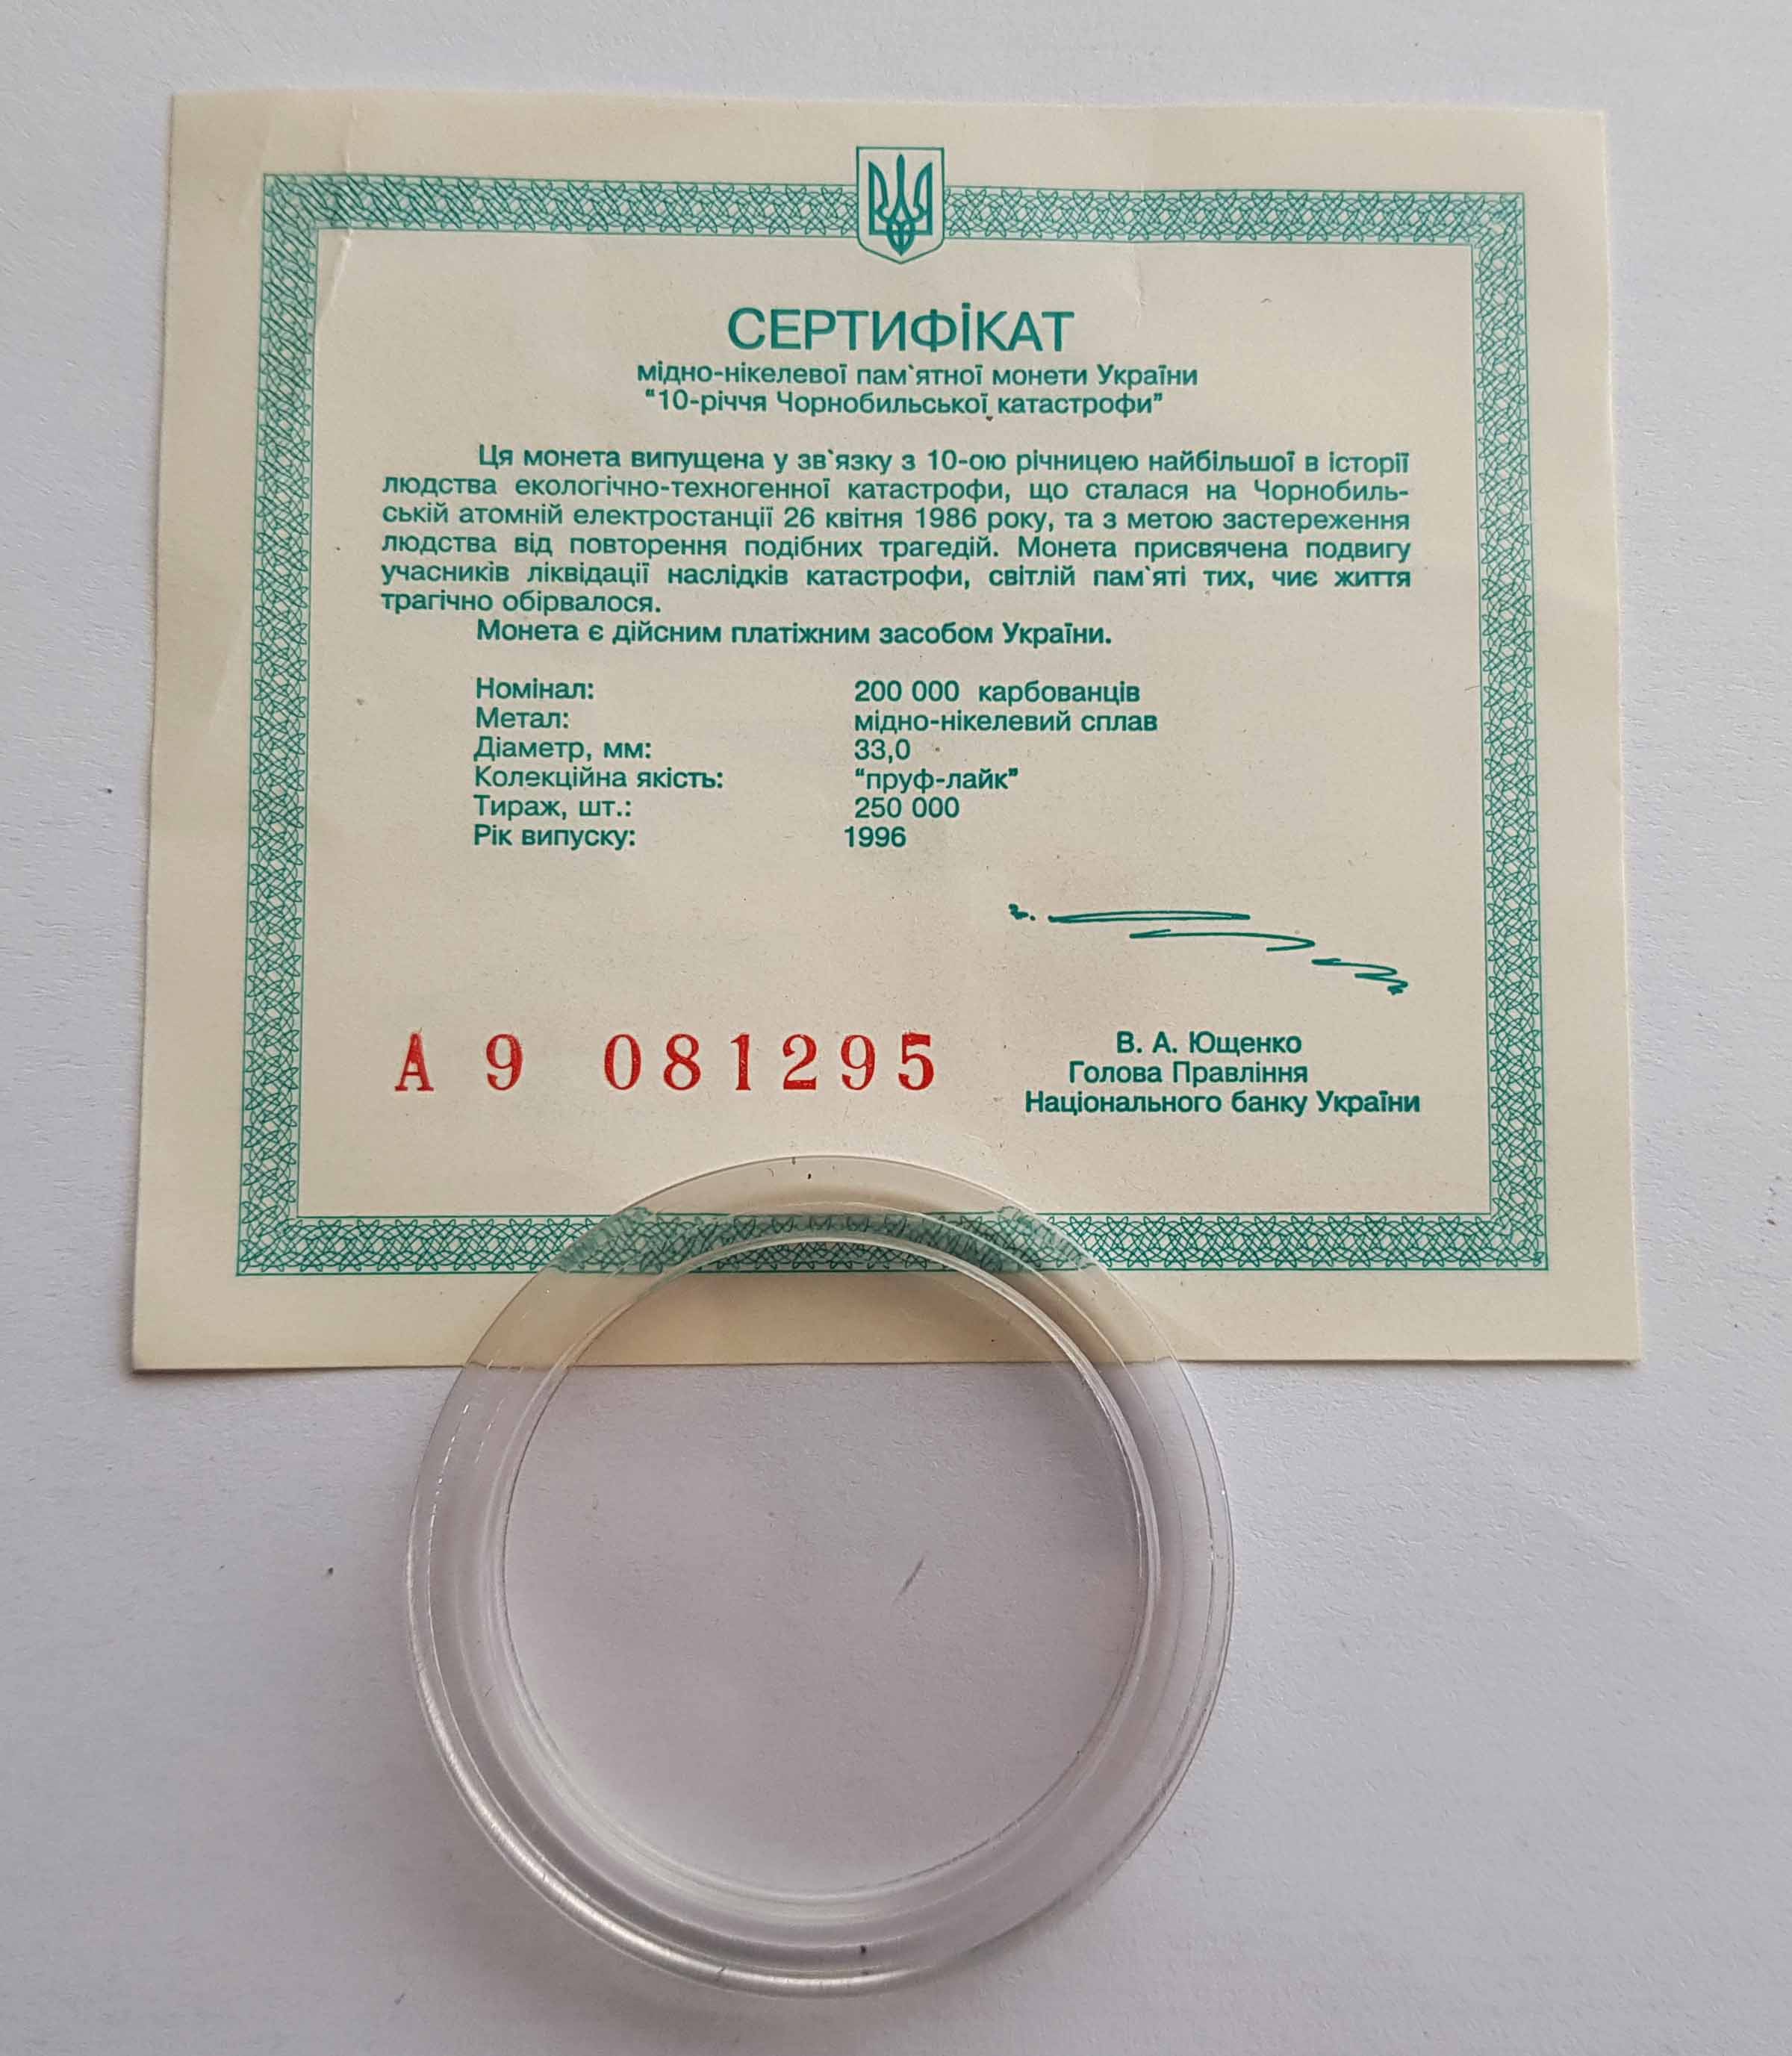 СЕРТИФІКАТ
мідно-нікелевої пам`ятної монети України
“10-річчя Чорнобильської катастрофи”
Ця монета випущена у зв`язку з 10-ою річницею найбільшої в історії
людства екологічно-техногенної катастрофи, що сталася на Чорнобиль-
ській атомній електростанції 26 квітня 1986 року, та з метою застереження
людства від повторення подібних трагедій. Монета присвячена подвигу
учасників ліквідації наслідків катастрофи, світлій пам`яті тих, чиє життя
трагічно обірвалося.
Монета є дійсним платіжним засобом України.
Номінал: 200 000 карбованців
Метал: мідно-нікелевий сплав
Діаметр, мм: 33,0
Колекційна якість: “пруф-лайк”
Тираж, шт.: 250 000
Рік випуску: 1996
А 9 081295
В. А. Ющенко
Голова Правління
Національного банку України